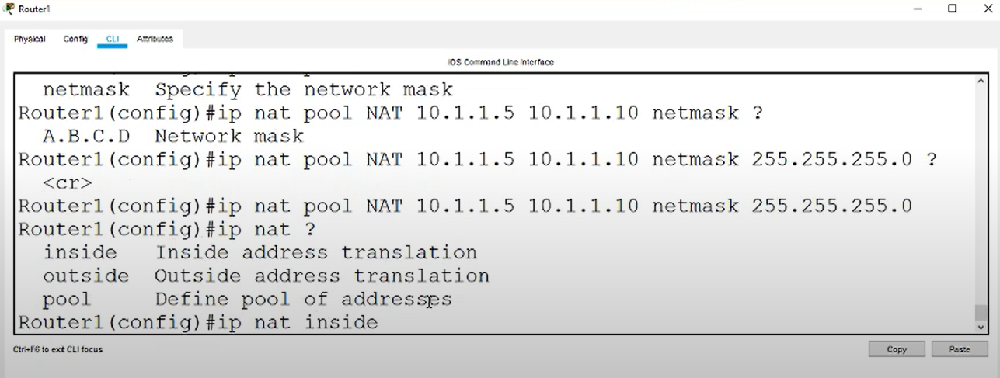 Router1
Physical Config CLI Attributes
IOS Command Line Interface
netmask Specify the network mask
Router1(config)#ip nat pool NAT 10.1.1.5 10.1.1.10 netmask ?
A.B.C.D Network mask
Router1(config)#ip nat pool NAT 10.1.1.5 10.1.1.10 netmask 255.255.255.0 ?
<cr>
Router1(config)#ip nat pool NAT 10.1.1.5 10.1.1.10 netmask 255.255.255.0
Router1(config)#ip nat ?
inside Inside address translation
outside Outside address translation
pool Define pool of addresses
Router1(config)#ip nat inside
Ctrl+F6 to exit CLI focus
Copy Paste